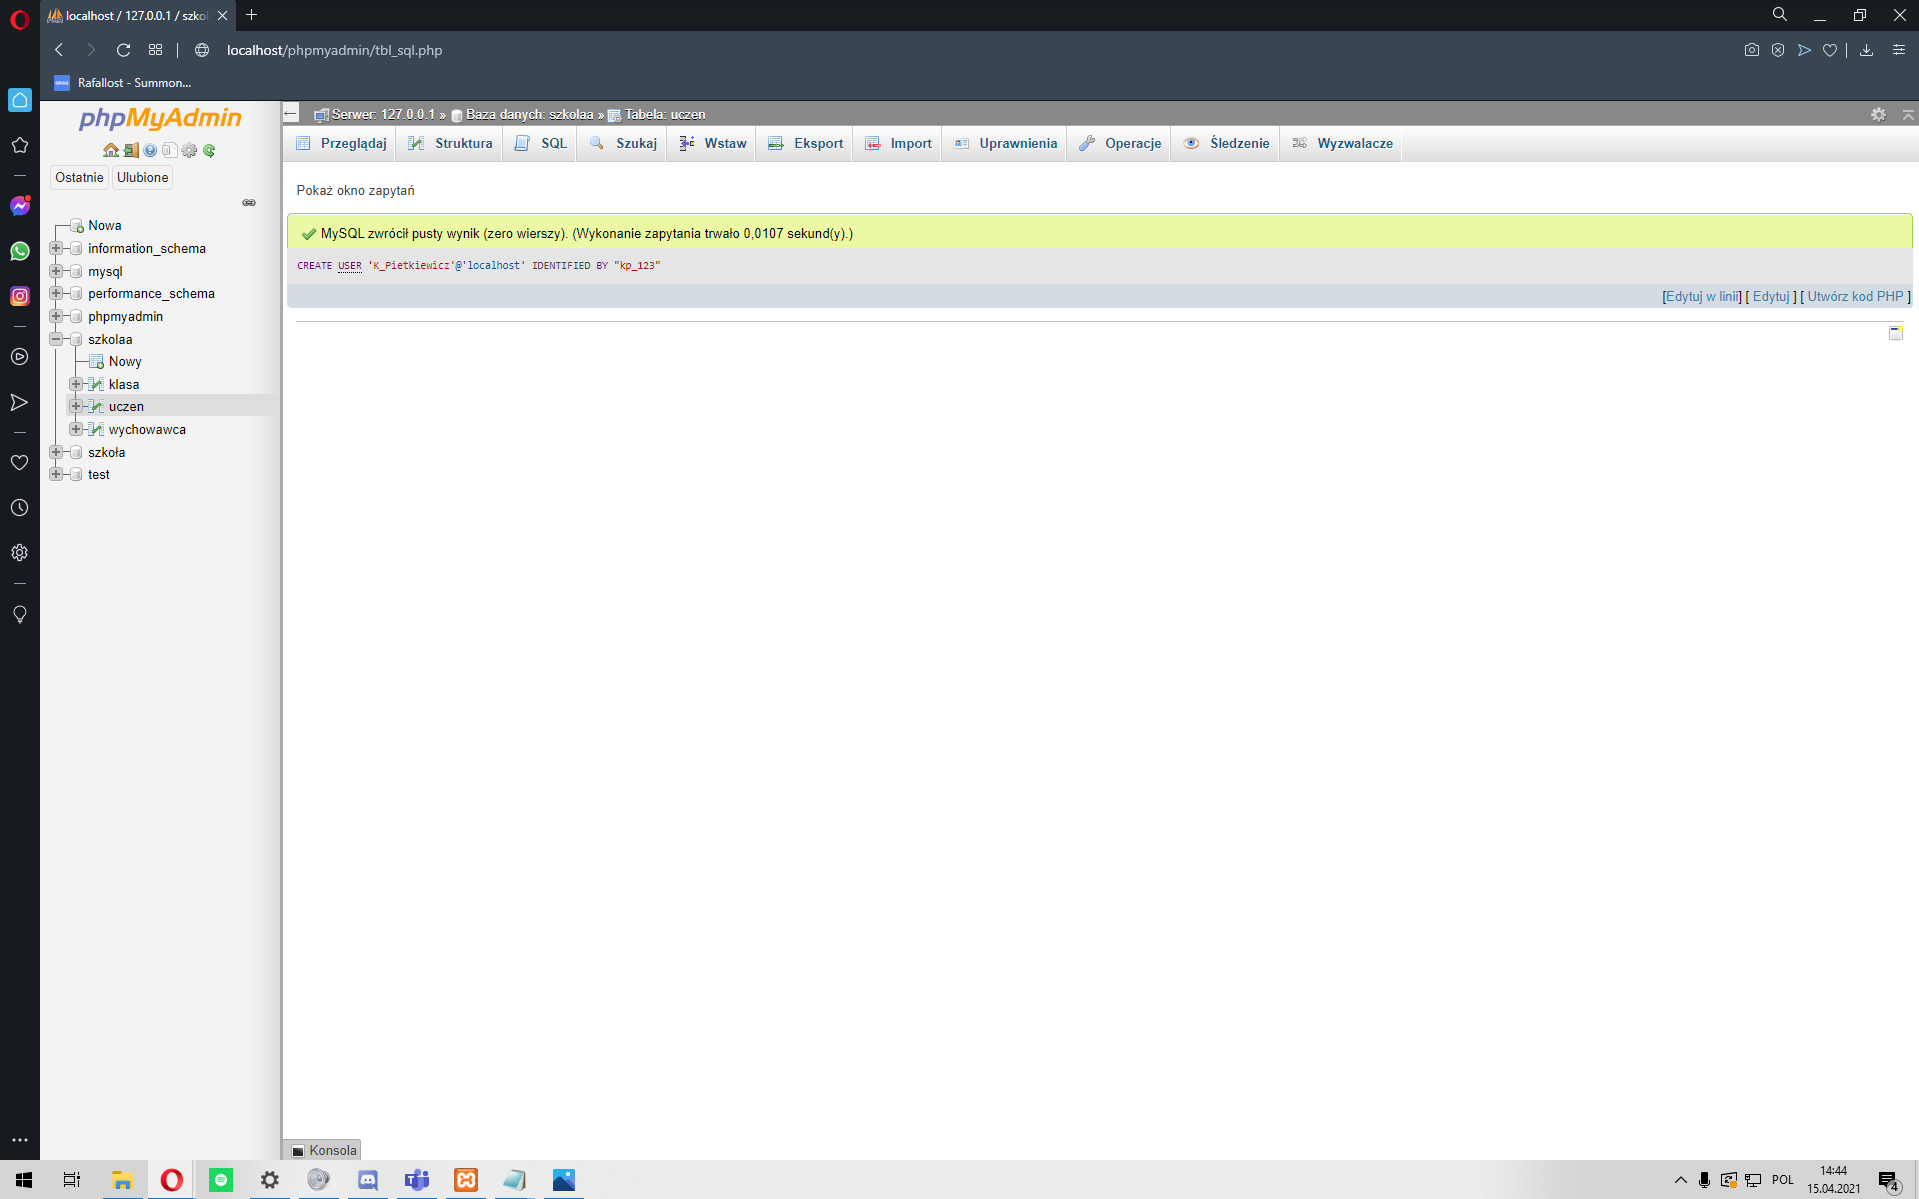 localhost / 127.0.0.1 / szko
localhost/phpmyadmin/tbl_sql.php
Rafallost - Summon...
phpMyAdmin
Ostatnie Ulubione
Nowa
information_schema
mysql
performance_schema
phpmyadmin
szkolaa
Nowy
klasa
uczen
wychowawca
szkoła
test
Serwer: 127.0.0.1 » Baza danych: szkolaa » Tabela: uczen
Przeglądaj Struktura SQL Szukaj Wstaw Eksport Import Uprawnienia Operacje Śledzenie Wyzwalacze
Pokaż okno zapytań
MySQL zwrócił pusty wynik (zero wierszy). (Wykonanie zapytania trwało 0,0107 sekund(y).)
CREATE USER 'K_Pietkiewicz'@'localhost' IDENTIFIED BY "kp_123"
[Edytuj w linii] [ Edytuj ] [ Utwórz kod PHP ]
Konsola
POL
14:44
15.04.2021
4